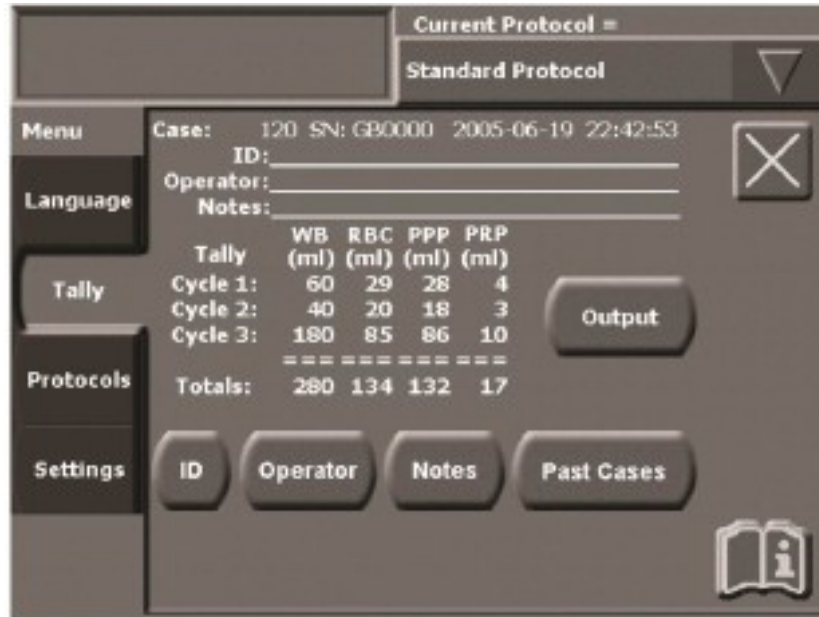 Current Protocol =
Standard Protocol
Menu
Language
Tally
Protocols
Settings
Case: 120 SN: GB0000 2005-06-19 22:42:53
ID:
Operator:
Notes:
WB RBC PPP PRP
Tally (ml) (ml) (ml) (ml)
Cycle 1: 60 29 28 4
Cycle 2: 40 20 18 3
Cycle 3: 180 85 86 10
=== === === ===
Totals: 280 134 132 17
Output
ID Operator Notes Past Cases
i